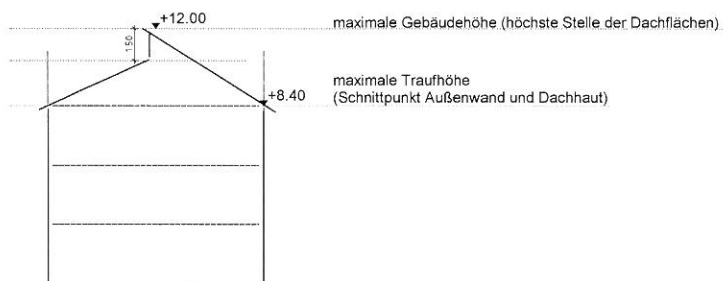 +12.00
maximale Gebäudehöhe (höchste Stelle der Dachflächen)
150
maximale Traufhöhe
+8.40
(Schnittpunkt Außenwand und Dachhaut)